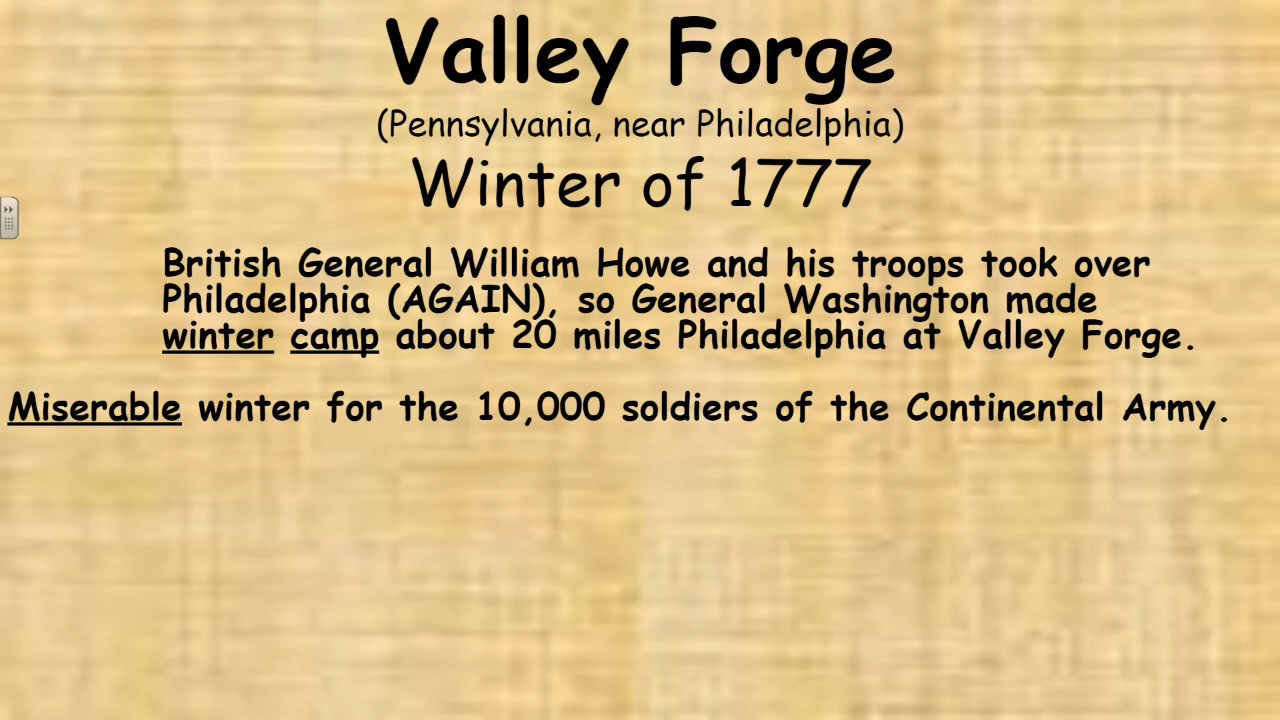 Valley Forge
(Pennsylvania, near Philadelphia)
Winter of 1777
British General William Howe and his troops took over
Philadelphia (AGAIN), so General Washington made
winter camp about 20 miles Philadelphia at Valley Forge.
Miserable winter for the 10,000 soldiers of the Continental Army.